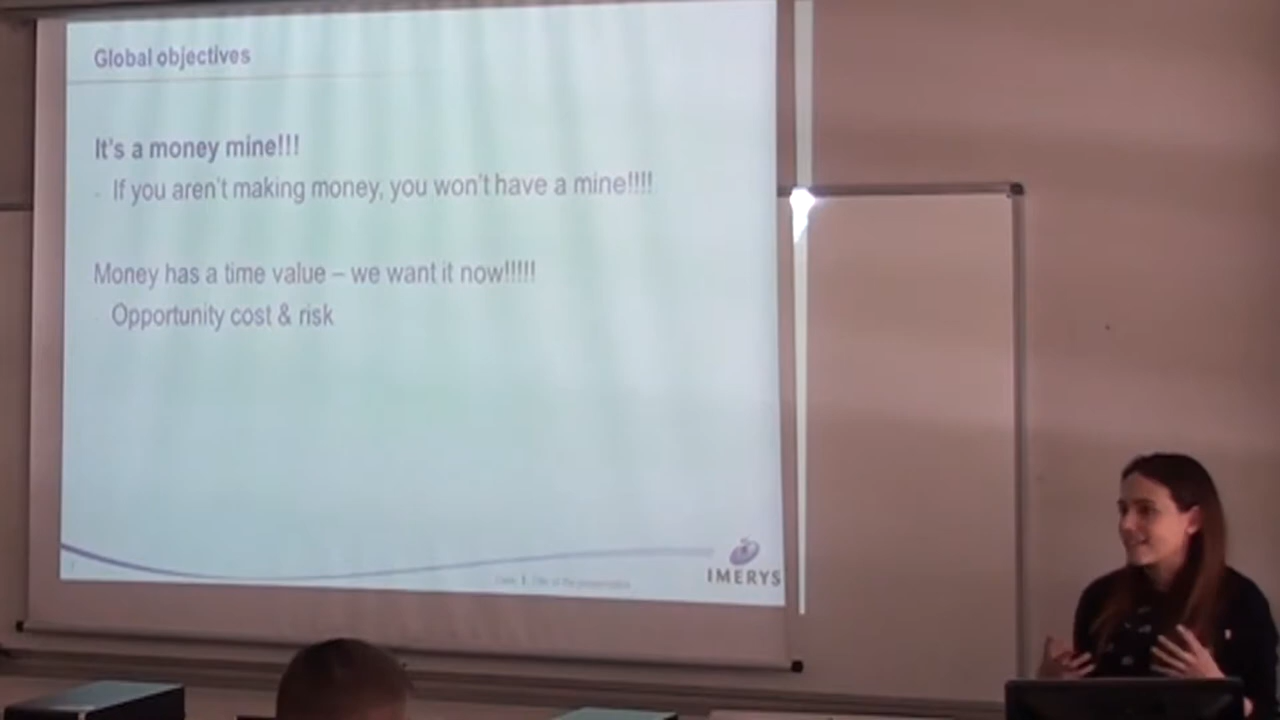 Global objectives
It's a money mine!!!
- If you aren't making money, you won't have a mine!!!!
Money has a time value – we want it now!!!!!
Opportunity cost & risk
IMERYS